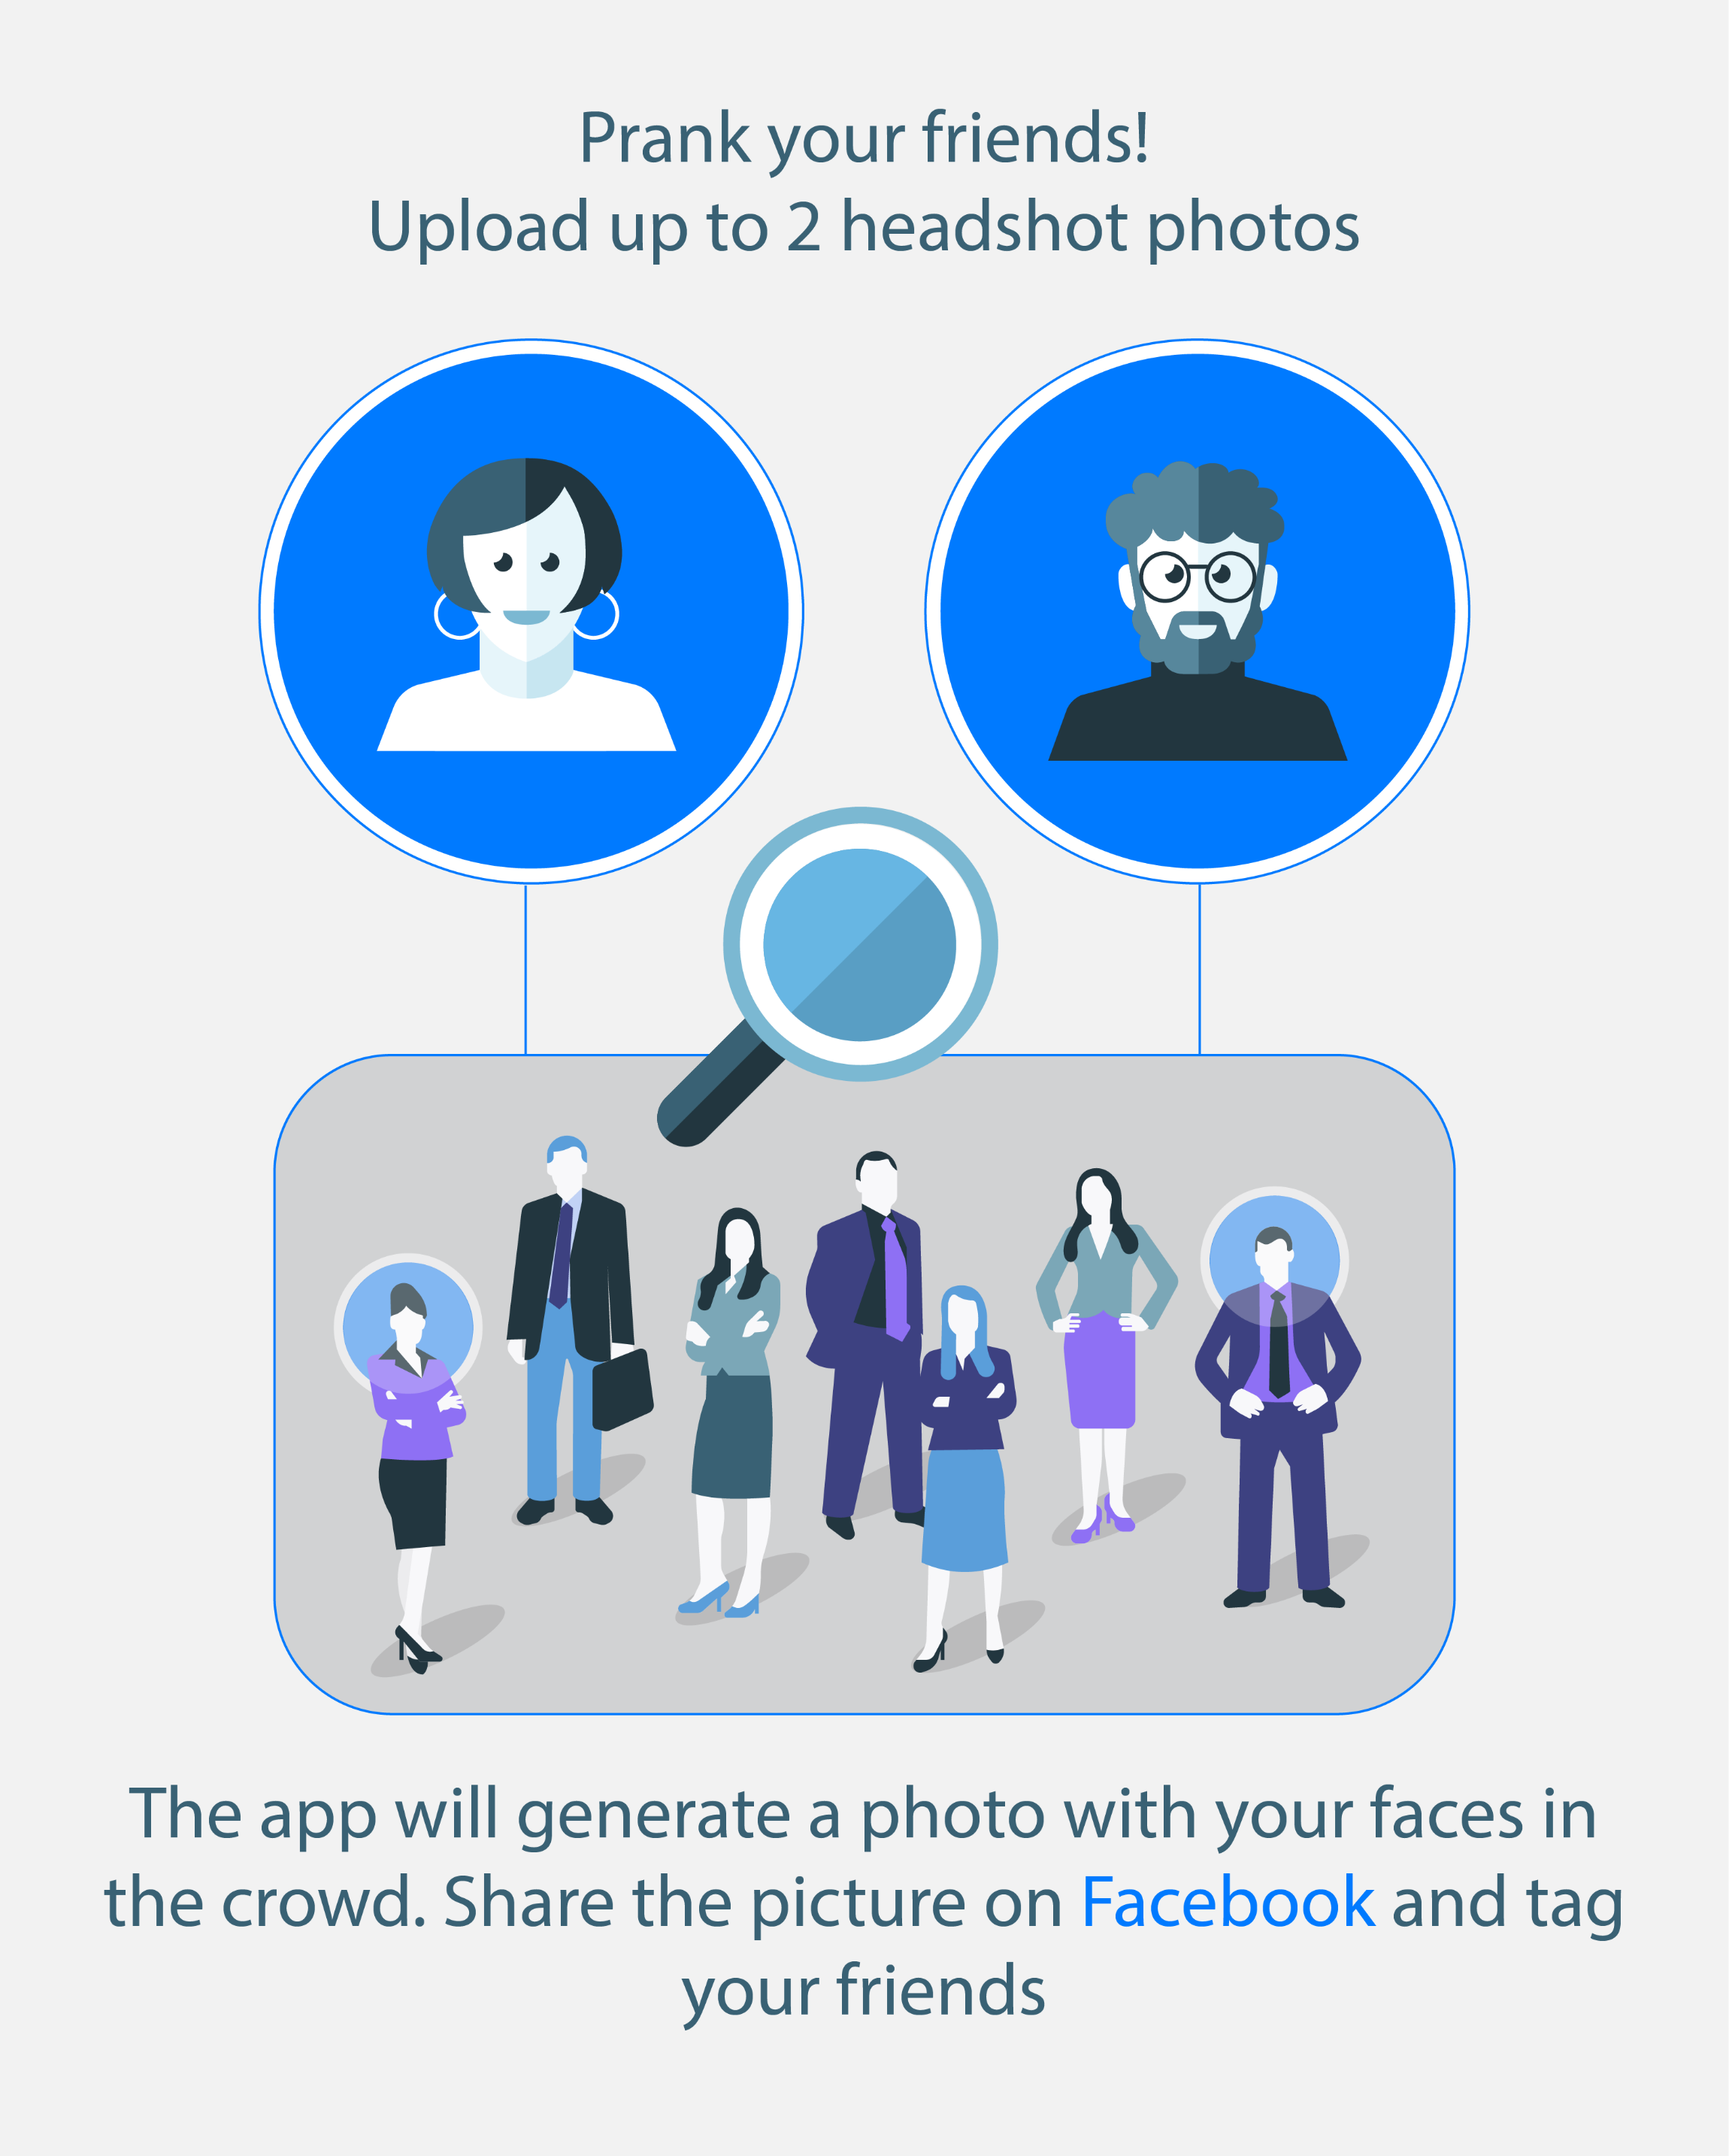 Prank your friends!
Upload up to 2 headshot photos
The app will generate a photo with your faces in
the crowd. Share the picture on Facebook and tag
your friends